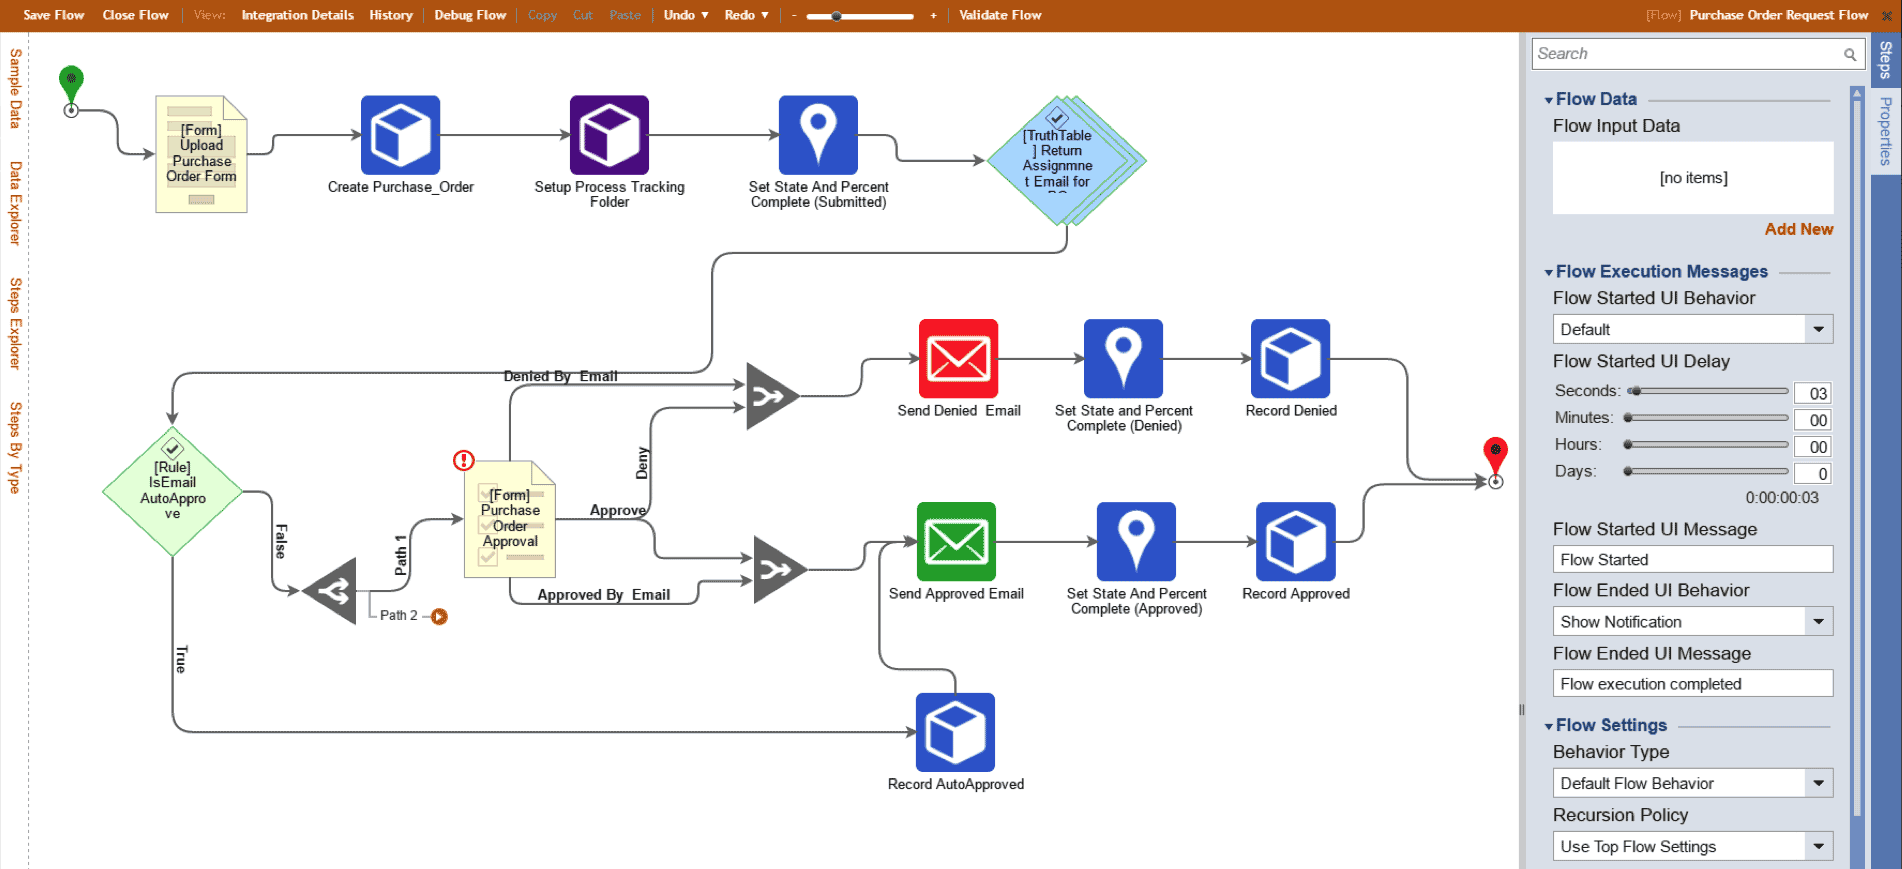 Save Flow Close Flow View: Integration Details History Debug Flow Copy Cut Paste Undo Redo - + Validate Flow [Flow] Purchase Order Request Flow
Sample Data
Data Explorer
Steps Explorer
Steps By Type
[Form]
Upload
Purchase
Order Form
Create Purchase_Order
Setup Process Tracking
Folder
Set State And Percent
Complete (Submitted)
[TruthTable
] Return
Assignmne
t Email for
Denied By Email
Send Denied Email
Set State and Percent
Complete (Denied)
Record Denied
[Rule]
IsEmail
AutoAppro
ve
False
True
Path 1
Path 2
[Form]
Purchase
Order
Approval
Deny
Approve
Approved By Email
Send Approved Email
Set State And Percent
Complete (Approved)
Record Approved
Record AutoApproved
Search
Steps
Properties
Flow Data
Flow Input Data
[no items]
Add New
Flow Execution Messages
Flow Started UI Behavior
Default
Flow Started UI Delay
Seconds: 03
Minutes: 00
Hours: 00
Days: 0
0:00:00:03
Flow Started UI Message
Flow Started
Flow Ended UI Behavior
Show Notification
Flow Ended UI Message
Flow execution completed
Flow Settings
Behavior Type
Default Flow Behavior
Recursion Policy
Use Top Flow Settings